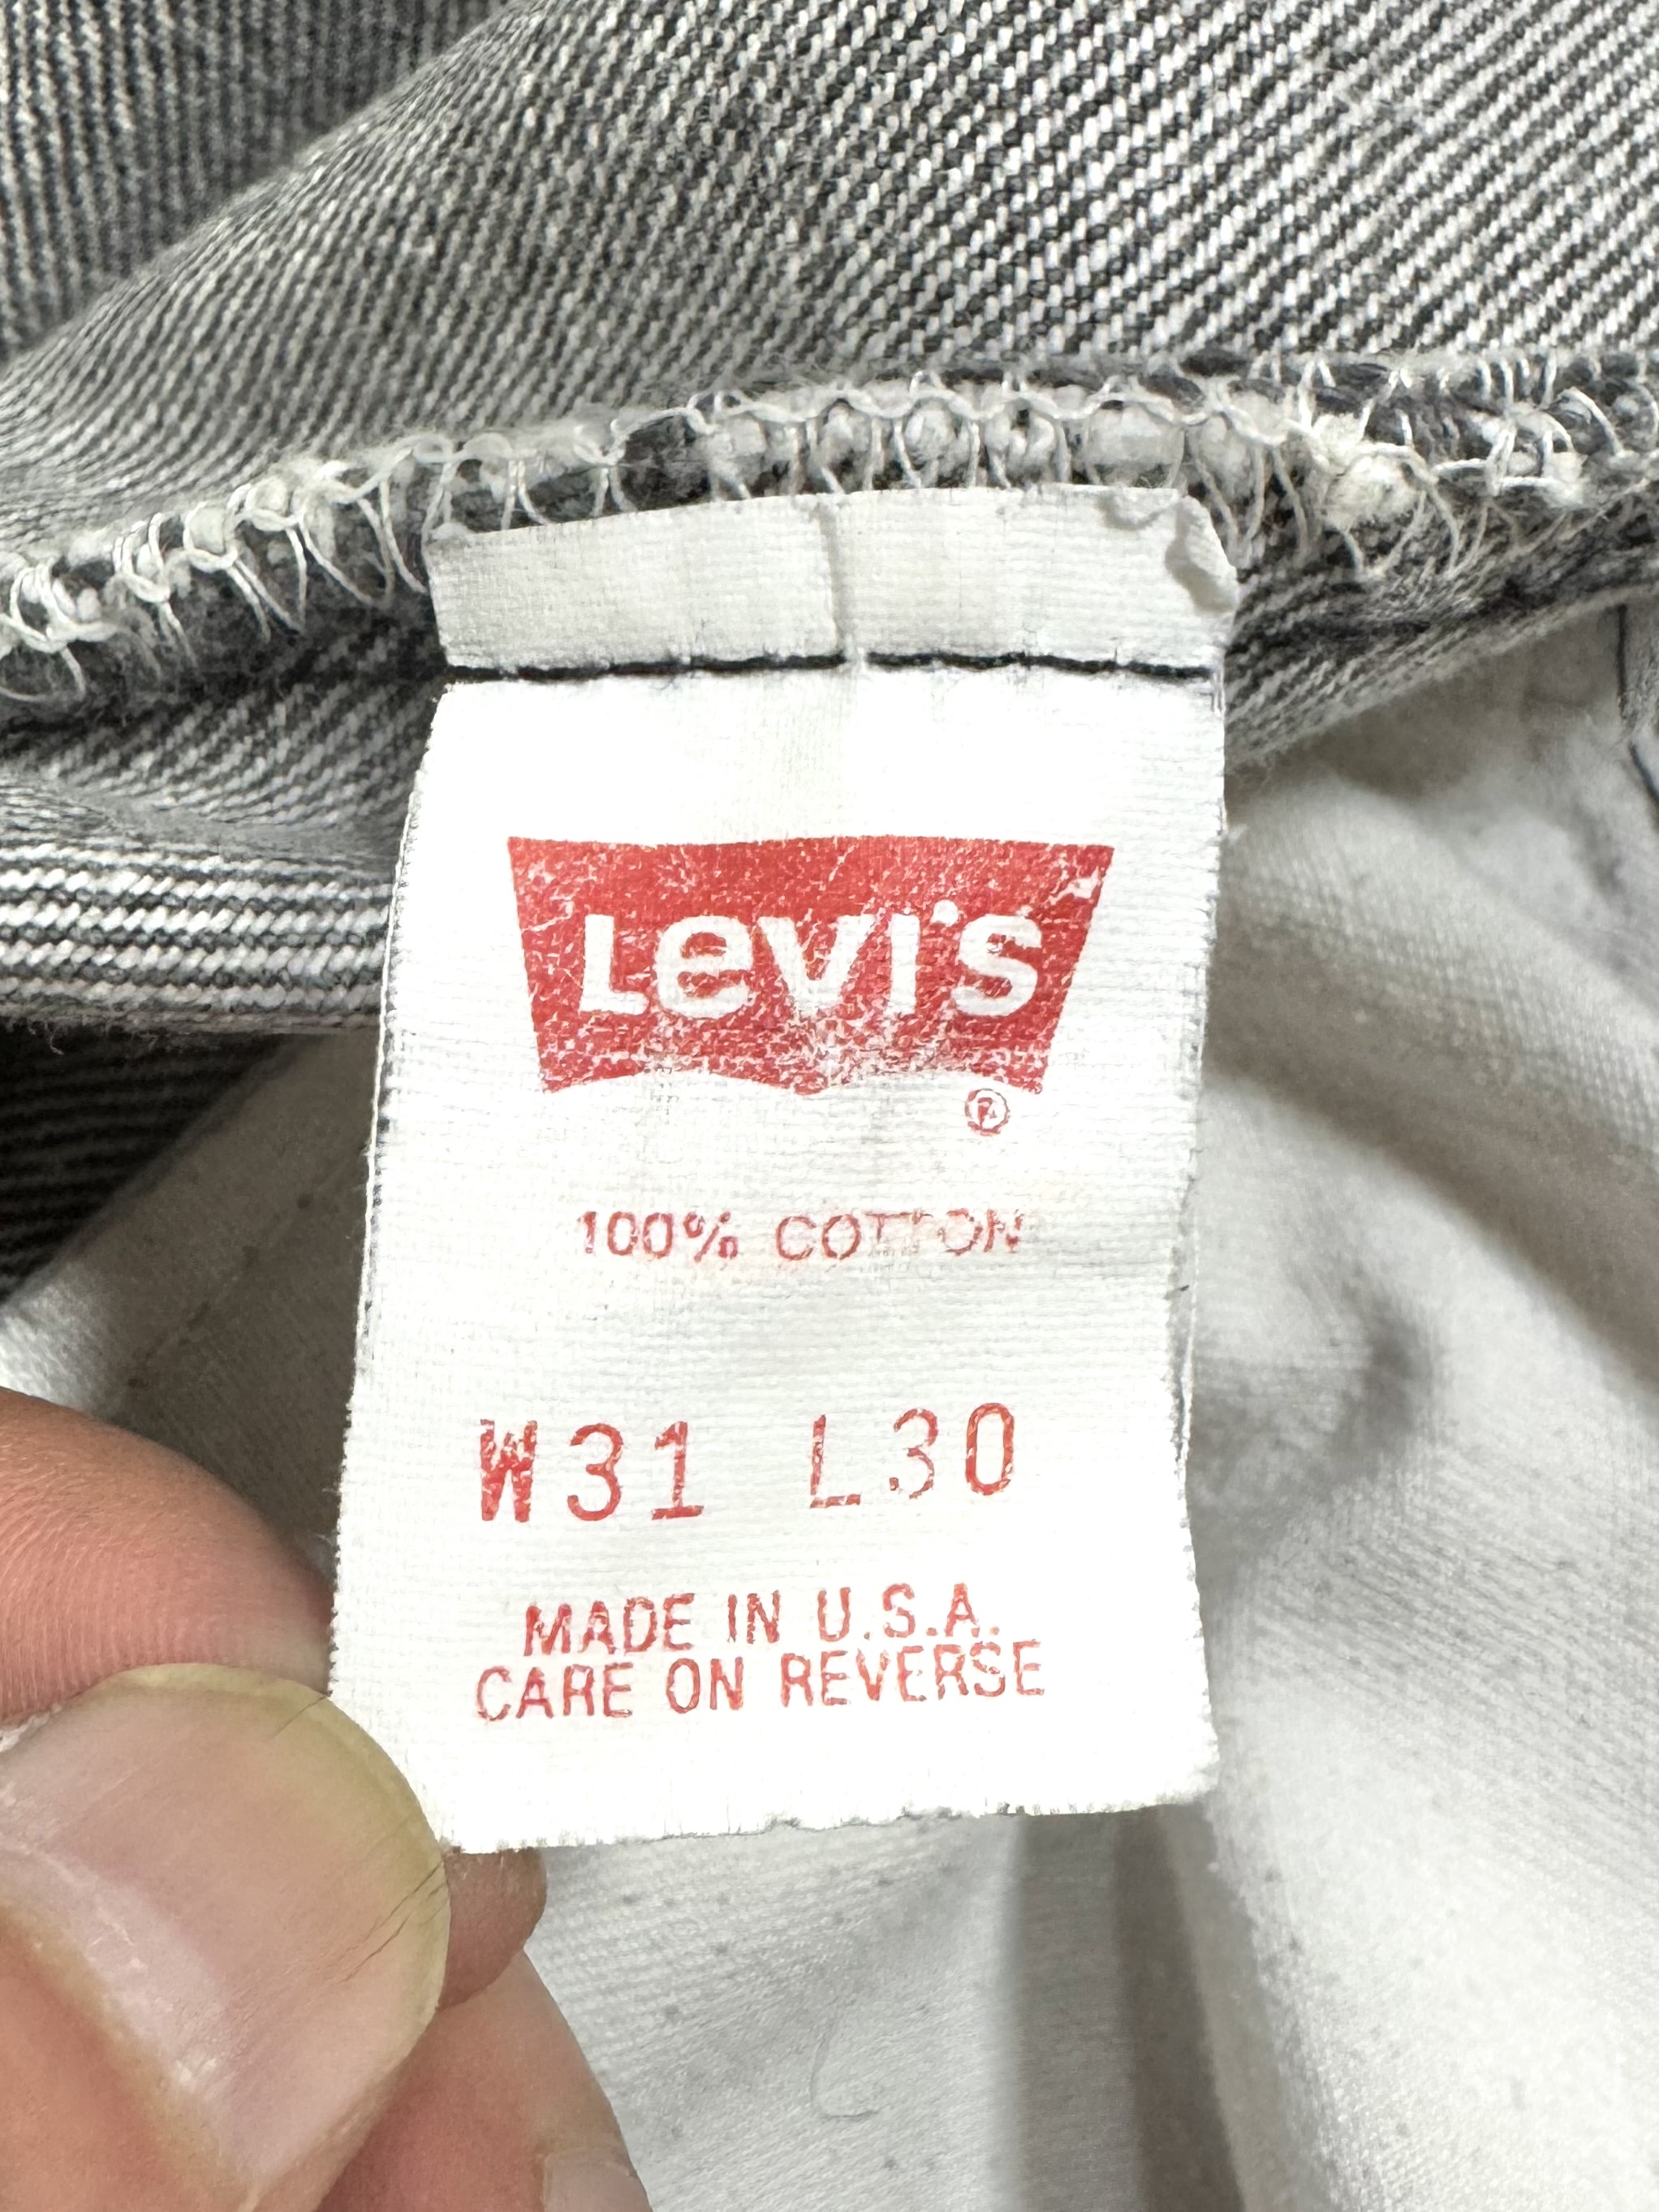 Levi's
®
100% COTTON
W31 L30
MADE IN U.S.A.
CARE ON REVERSE